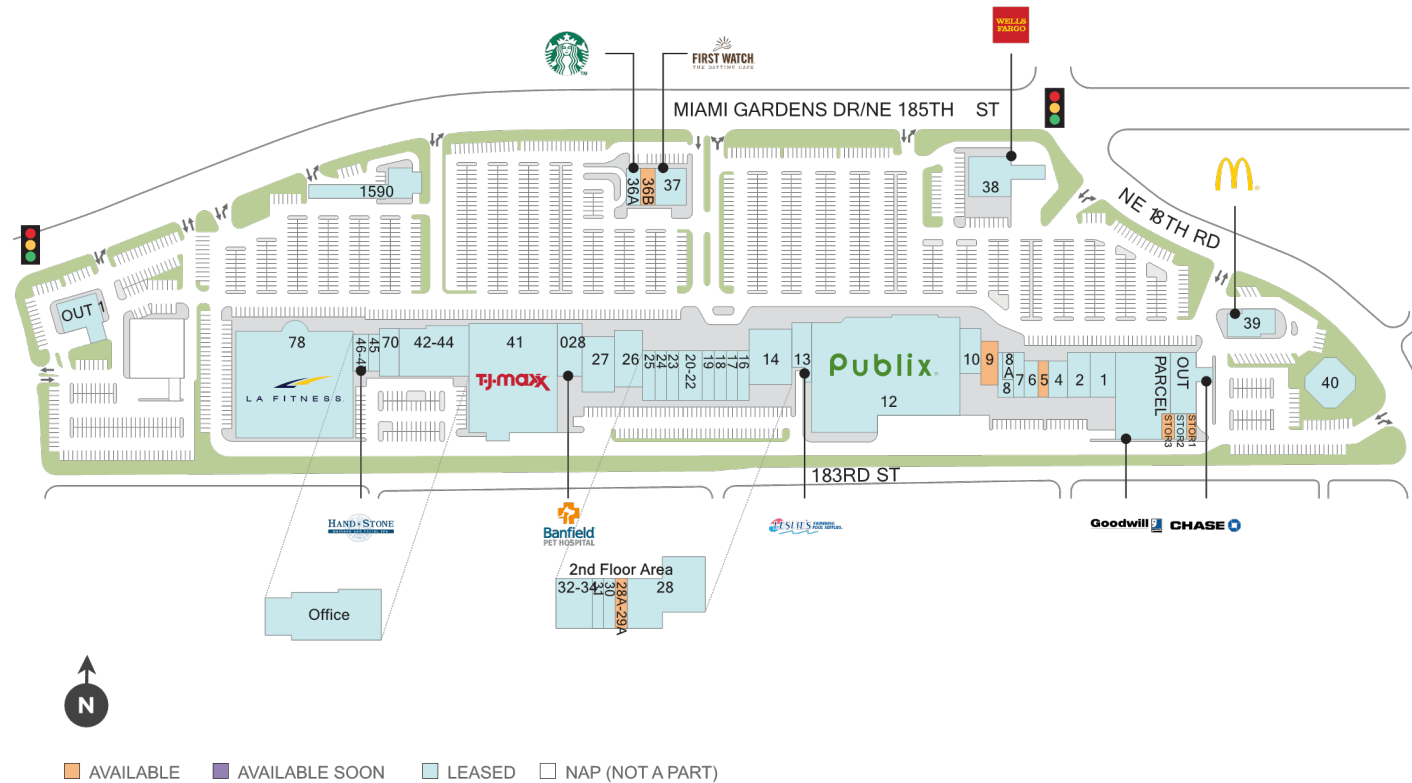 WELLS
FARGO
FIRST WATCH
THE DAYTIME CAFE
MIAMI GARDENS DR/NE 185TH ST
NE 18TH RD
1590
36A
36B
37
38
39
40
OUT 1
78
LA FITNESS
45
70
42-44
41
T.J.maxx
028
27
26
25
24
23
20-22
19
18
17
16
14
13
Publix
12
10
9
8A
8
7
6
5
4
2
1
OUT
PARCEL
STOR1
STOR2
STOR3
183RD ST
HAND & STONE
Banfield
PET HOSPITAL
LESLIE'S
Goodwill
CHASE
2nd Floor Area
32-34
31
30
28A-29A
28
Office
N
AVAILABLE
AVAILABLE SOON
LEASED
NAP (NOT A PART)